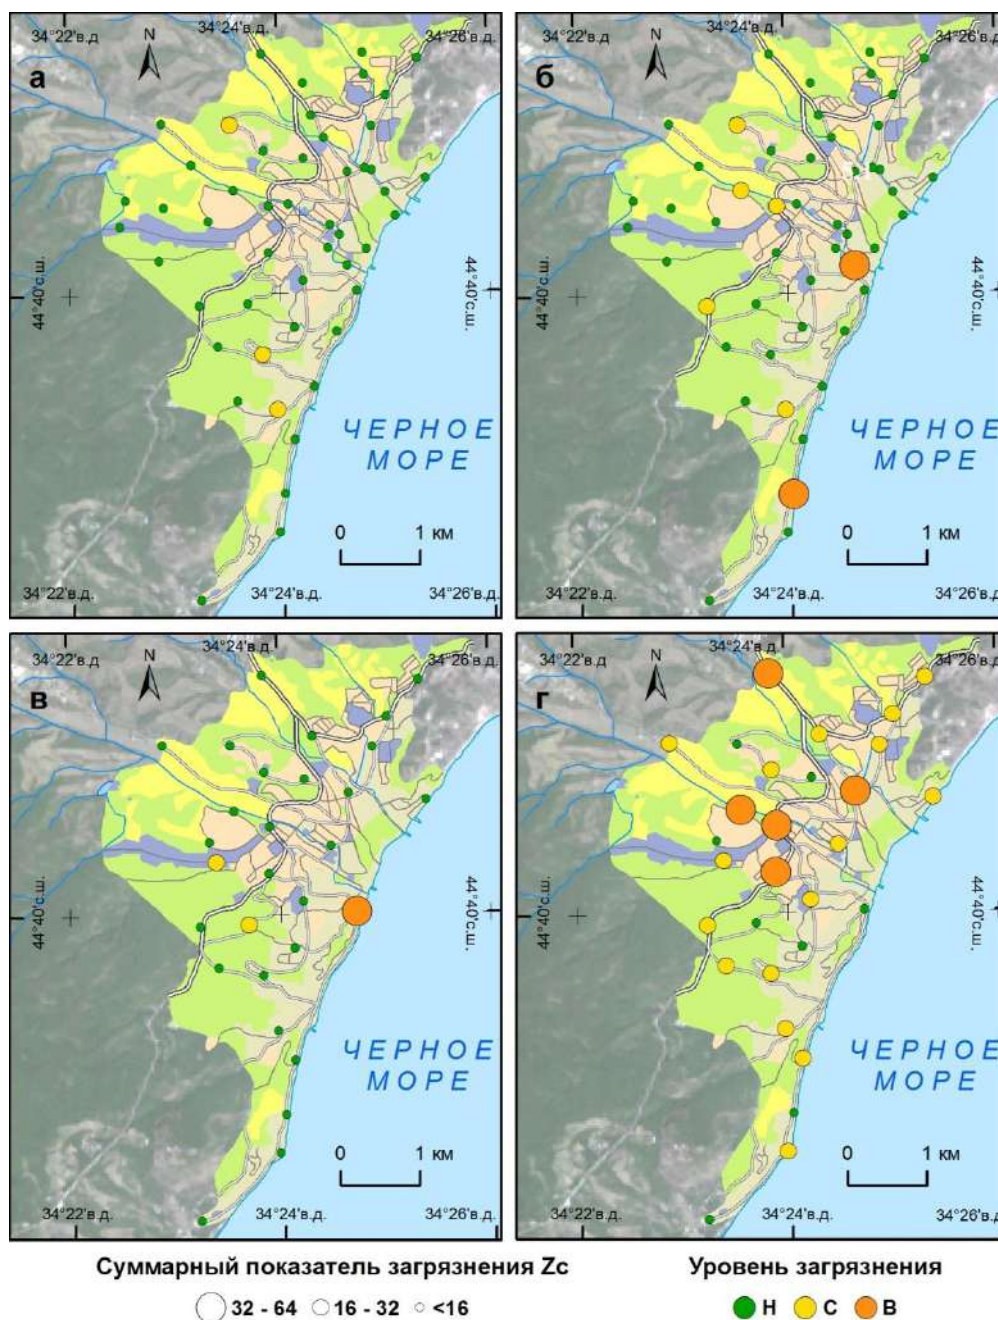 34°22'в.д
34°24'в.д.
34°26'в.д.
N
а
44°40'с.ш.
44°40'с.ш.
ЧЕРНОЕ
МОРЕ
0 1 км
34°22'в.д.
34°24'в.д.
34°26'в.д.
34°22'в.д
34°24'в.д.
34°26'в.д.
N
б
44°40'с.ш.
44°40'с.ш.
ЧЕРНОЕ
МОРЕ
0 1 км
34°22'в.д.
34°24'в.д.
34°26'в.д.
34°22'в.д
34°24'в.д.
34°26'в.д.
N
в
44°40'с.ш.
44°40'с.ш.
ЧЕРНОЕ
МОРЕ
0 1 км
34°22'в.д.
34°24'в.д.
34°26'в.д.
34°22'в.д
34°24'в.д.
34°26'в.д.
N
г
44°40'с.ш.
44°40'с.ш.
ЧЕРНОЕ
МОРЕ
0 1 км
34°22'в.д.
34°24'в.д.
34°26'в.д.
Суммарный показатель загрязнения Zc
32 - 64 16 - 32 <16
Уровень загрязнения
Н С В